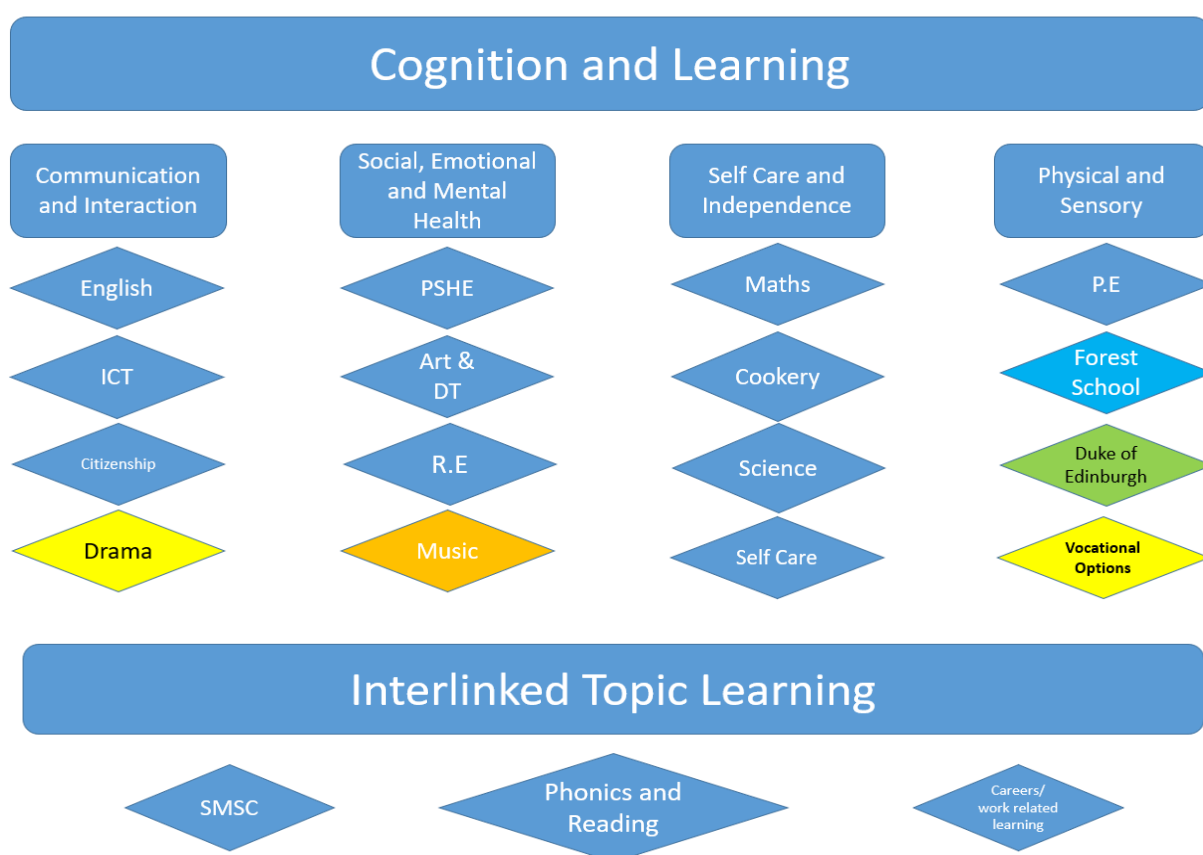 Cognition and Learning
Communication
and Interaction
Social, Emotional
and Mental
Health
Self Care and
Independence
Physical and
Sensory
English
PSHE
Maths
P.E
ICT
Art &
DT
Cookery
Forest
School
Citizenship
R.E
Science
Duke of
Edinburgh
Drama
Music
Self Care
Vocational
Options
Interlinked Topic Learning
SMSC
Phonics and
Reading
Careers/
work related
learning